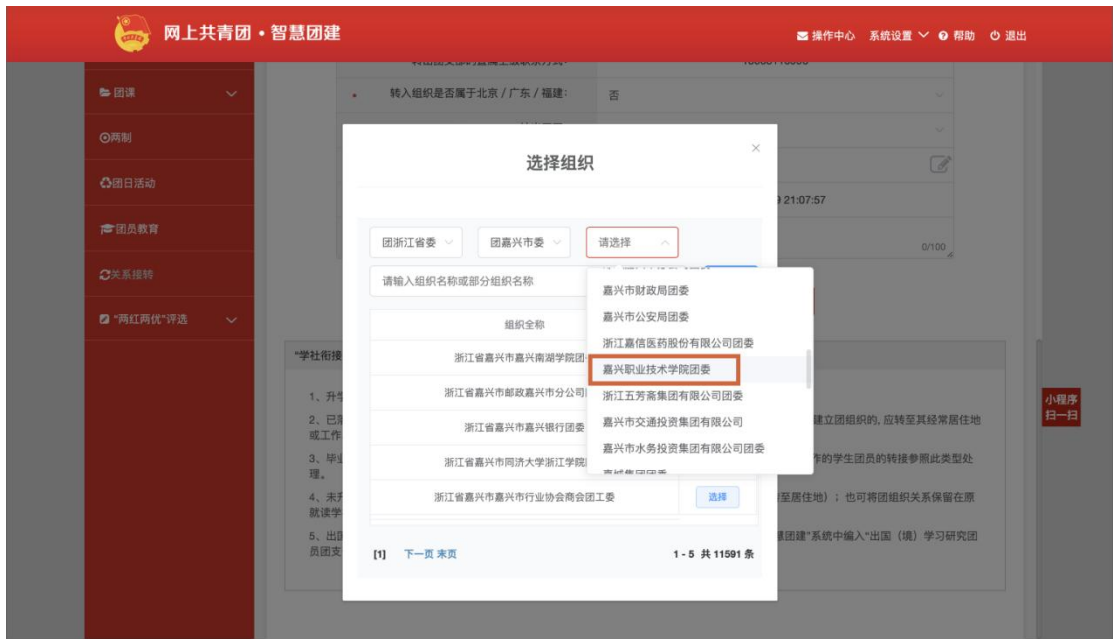 网上共青团・智慧团建
操作中心 系统设置 帮助 退出
团课
两制
团日活动
团员教育
关系接转
“两红两优”评选
* 转入组织是否属于北京 / 广东 / 福建: 否
21:07:57
0/100
选择组织
×
团浙江省委 团嘉兴市委 请选择
请输入组织名称或部分组织名称
嘉兴市财政局团委
嘉兴市公安局团委
浙江嘉信医药股份有限公司团委
嘉兴职业技术学院团委
浙江五芳斋集团有限公司团委
嘉兴市交通投资集团有限公司
嘉兴市水务投资集团有限公司团委
组织全称
浙江省嘉兴市嘉兴南湖学院团
浙江省嘉兴市邮政嘉兴市分公司
浙江省嘉兴市嘉兴银行团委
浙江省嘉兴市同济大学浙江学院
浙江省嘉兴市嘉兴市行业协会商会团工委 选择
[1] 下一页 末页 1 - 5 共 11591 条
"学社衔接
1、升学
2、已 建立团组织的, 应转至其经常居住地
或工作
3、毕业 作的学生团员的转接参照此类型处
理。
4、未升 至居住地）；也可将团组织关系保留在原
就读学
5、出国 慧团建"系统中编入"出国（境）学习研究团
员团支
小程序
扫一扫